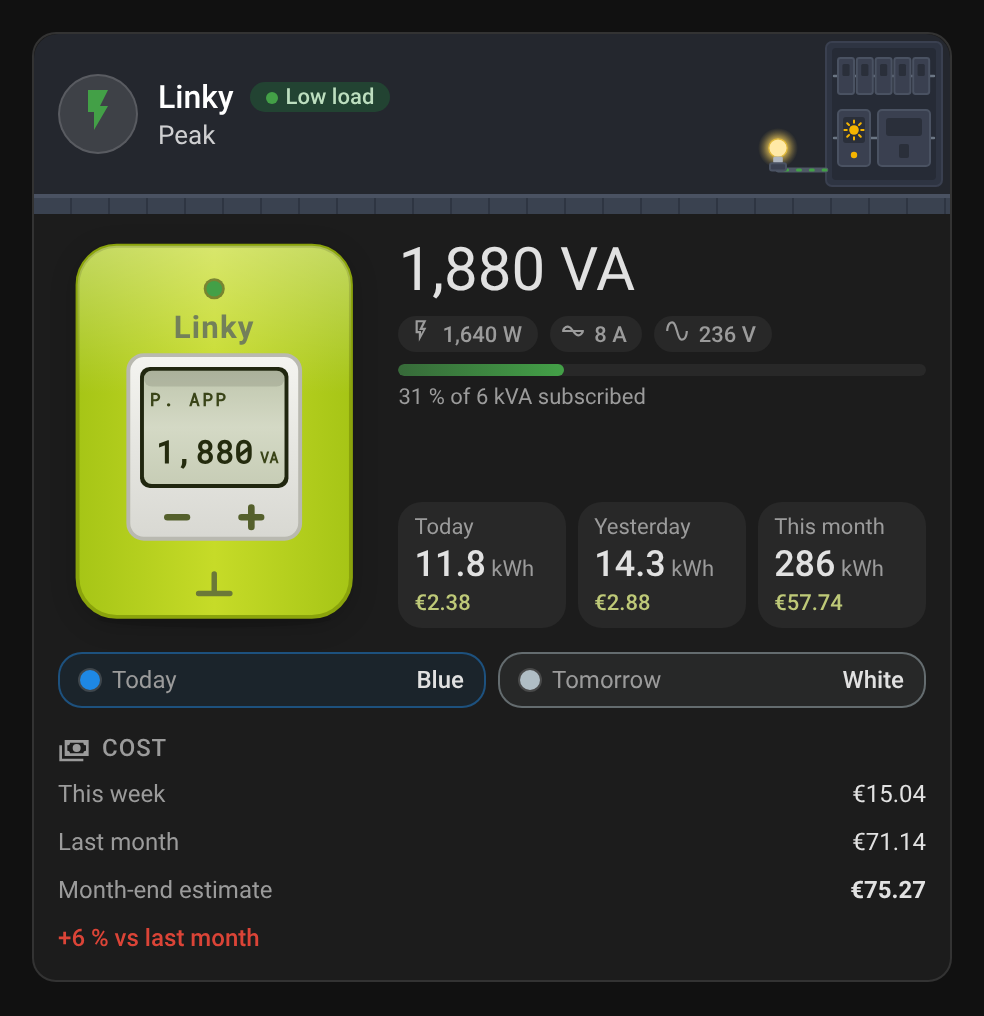 Linky
Low load
Peak
Linky
P. APP
1,880 VA
1,880 VA
1,640 W
8 A
236 V
31 % of 6 kVA subscribed
Today
11.8 kWh
€2.38
Yesterday
14.3 kWh
€2.88
This month
286 kWh
€57.74
Today
Blue
Tomorrow
White
COST
This week
€15.04
Last month
€71.14
Month-end estimate
€75.27
+6 % vs last month